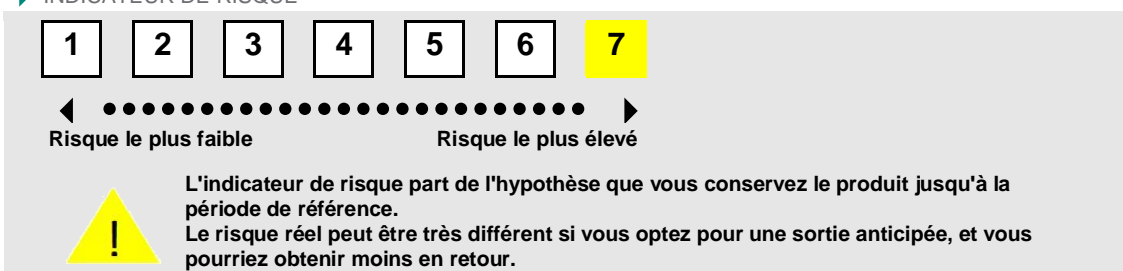 INDICATEUR DE RISQUE
1 2 3 4 5 6 7
Risque le plus faible Risque le plus élevé
L'indicateur de risque part de l'hypothèse que vous conservez le produit jusqu'à la
période de référence.
!
Le risque réel peut être très différent si vous optez pour une sortie anticipée, et vous
pourriez obtenir moins en retour.